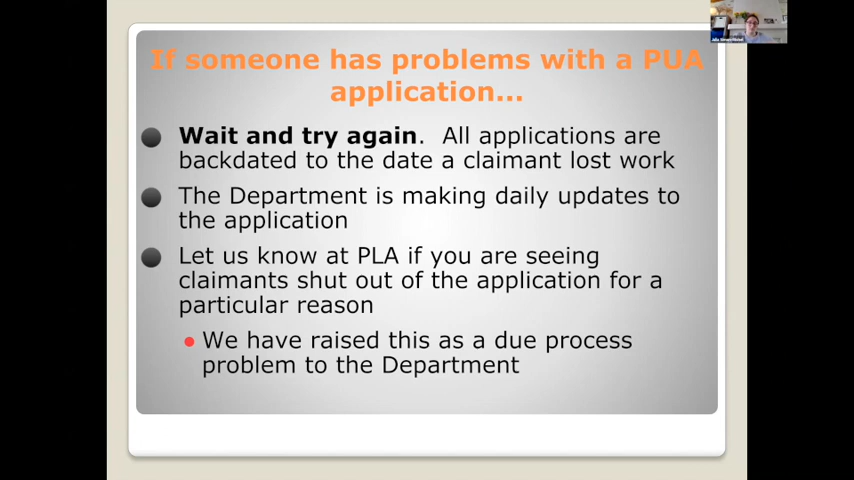 If someone has problems with a PUA
application...
Wait and try again. All applications are
backdated to the date a claimant lost work
The Department is making daily updates to
the application
Let us know at PLA if you are seeing
claimants shut out of the application for a
particular reason
We have raised this as a due process
problem to the Department